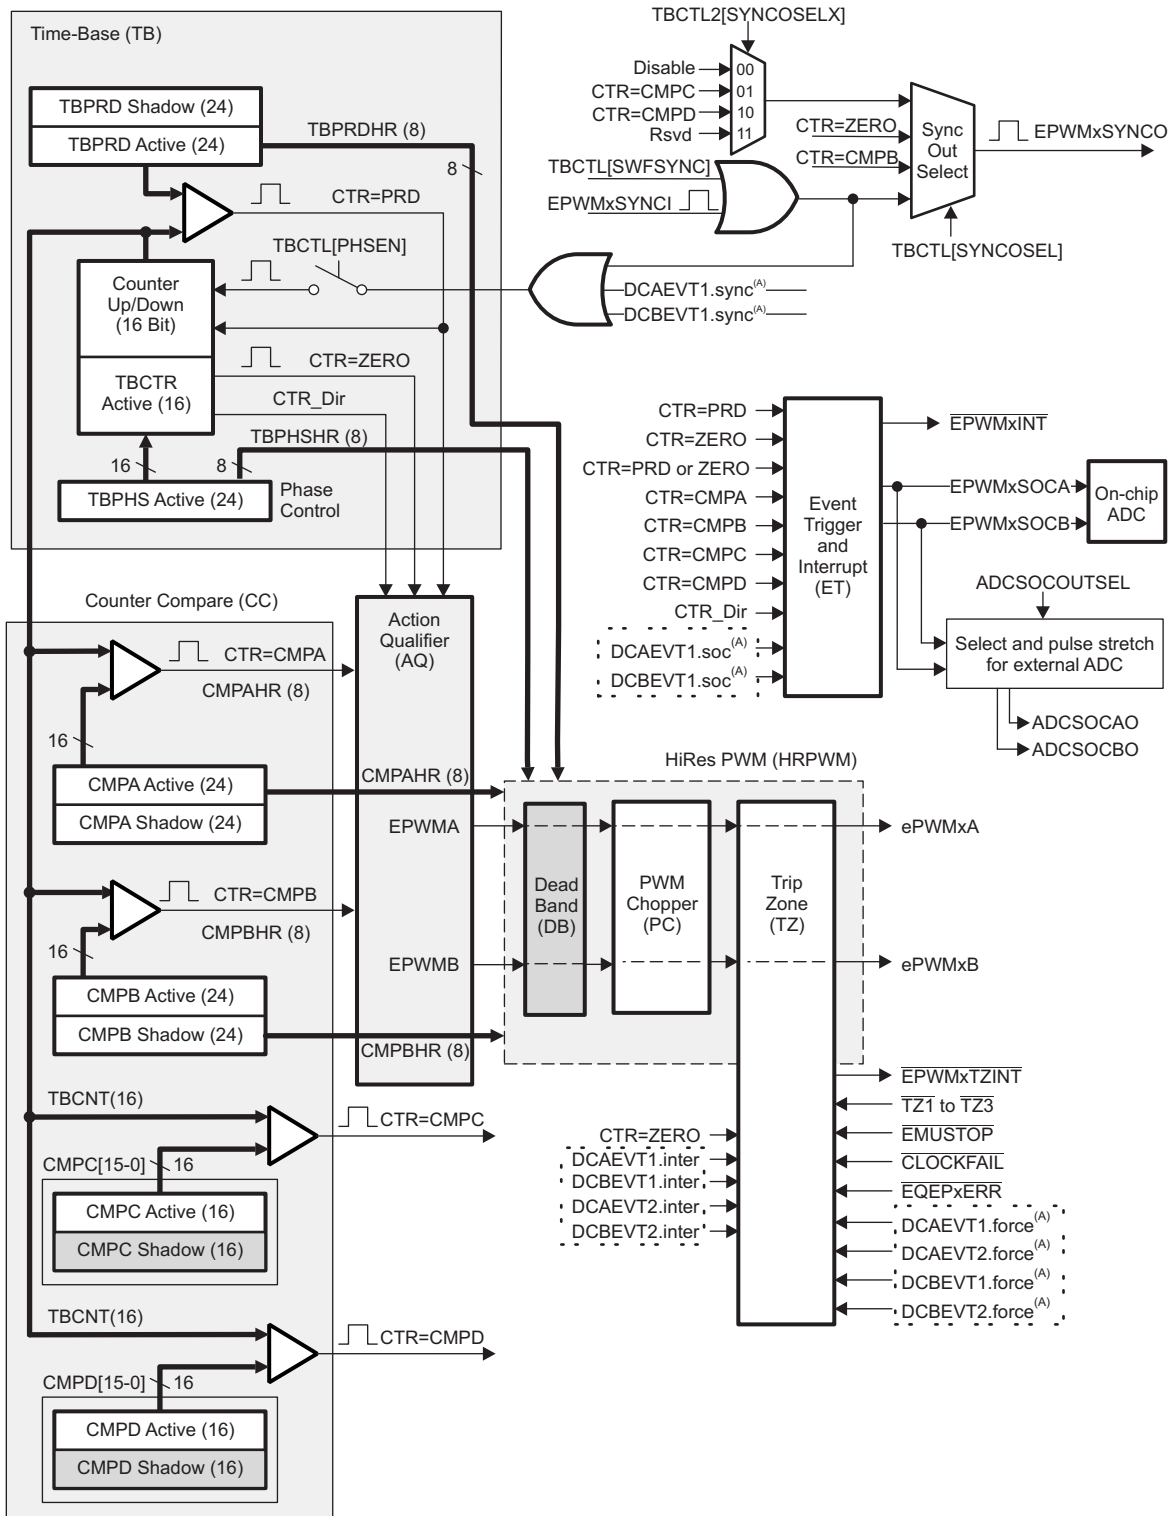 Time-Base (TB)
TBPRD Shadow (24)
TBPRD Active (24)
TBPRDHR (8)
8
CTR=PRD
TBCTL[PHSEN]
Counter
Up/Down
(16 Bit)
CTR=ZERO
TBCTR
Active (16)
CTR_Dir
TBPHSHR (8)
16
8
TBPHS Active (24)
Phase
Control
TBCTL2[SYNCOSELX]
Disable
00
CTR=CMPC
01
CTR=CMPD
10
Rsvd
11
CTR=ZERO
CTR=CMPB
Sync
Out
Select
EPWMxSYNCO
TBCTL[SWFSYNC]
EPWMxSYNCI
TBCTL[SYNCOSEL]
DCAEVT1.sync(A)
DCBEVT1.sync(A)
CTR=PRD
CTR=ZERO
CTR=PRD or ZERO
CTR=CMPA
CTR=CMPB
CTR=CMPC
CTR=CMPD
CTR_Dir
DCAEVT1.soc(A)
DCBEVT1.soc(A)
Event
Trigger
and
Interrupt
(ET)
EPWMxINT
EPWMxSOCA
EPWMxSOCB
On-chip
ADC
ADCSOCOUTSEL
Select and pulse stretch
for external ADC
ADCSOCAO
ADCSOCBO
Counter Compare (CC)
CTR=CMPA
CMPAHR (8)
16
CMPA Active (24)
CMPA Shadow (24)
CTR=CMPB
CMPBHR (8)
16
CMPB Active (24)
CMPB Shadow (24)
TBCNT(16)
CTR=CMPC
CMPC[15-0]
16
CMPC Active (16)
CMPC Shadow (16)
TBCNT(16)
CTR=CMPD
CMPD[15-0]
16
CMPD Active (16)
CMPD Shadow (16)
Action
Qualifier
(AQ)
CMPAHR (8)
EPWMA
EPWMB
CMPBHR (8)
HiRes PWM (HRPWM)
Dead
Band
(DB)
PWM
Chopper
(PC)
Trip
Zone
(TZ)
ePWMxA
ePWMxB
EPWMxTZINT
TZ1 to TZ3
EMUSTOP
CLOCKFAIL
EQEPxERR
DCAEVT1.force(A)
DCAEVT2.force(A)
DCBEVT1.force(A)
DCBEVT2.force(A)
CTR=ZERO
DCAEVT1.inter
DCBEVT1.inter
DCAEVT2.inter
DCBEVT2.inter